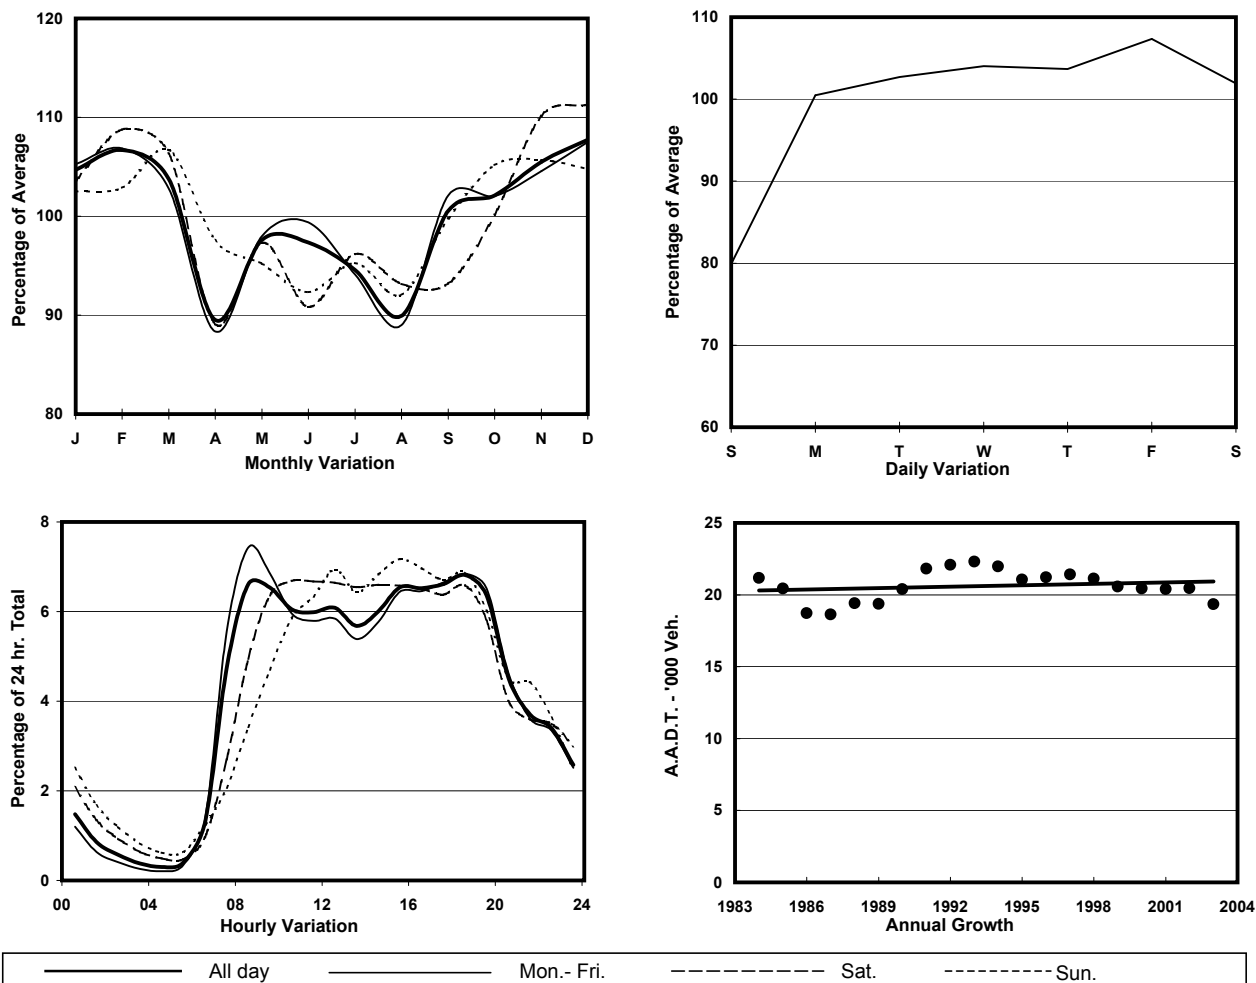 120
110
100
90
80
Percentage of Average
J F M A M J J A S O N D
Monthly Variation
110
100
90
80
70
60
Percentage of Average
S M T W T F S
Daily Variation
8
6
4
2
0
Percentage of 24 hr. Total
00 04 08 12 16 20 24
Hourly Variation
25
20
15
10
5
0
A.A.D.T. - '000 Veh.
1983 1986 1989 1992 1995 1998 2001 2004
Annual Growth
All day Mon.- Fri. Sat. Sun.